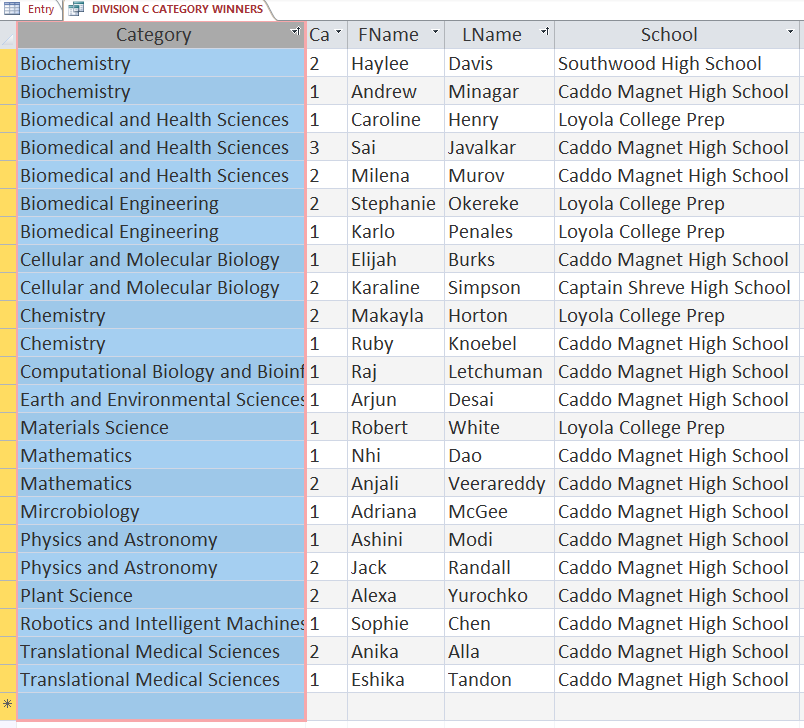 Entry DIVISION C CATEGORY WINNERS
Category Ca FName LName School
Biochemistry 2 Haylee Davis Southwood High School
Biochemistry 1 Andrew Minagar Caddo Magnet High School
Biomedical and Health Sciences 1 Caroline Henry Loyola College Prep
Biomedical and Health Sciences 3 Sai Javalkar Caddo Magnet High School
Biomedical and Health Sciences 2 Milena Murov Caddo Magnet High School
Biomedical Engineering 2 Stephanie Okereke Loyola College Prep
Biomedical Engineering 1 Karlo Penales Loyola College Prep
Cellular and Molecular Biology 1 Elijah Burks Caddo Magnet High School
Cellular and Molecular Biology 2 Karaline Simpson Captain Shreve High School
Chemistry 2 Makayla Horton Loyola College Prep
Chemistry 1 Ruby Knoebel Caddo Magnet High School
Computational Biology and Bioinf 1 Raj Letchuman Caddo Magnet High School
Earth and Environmental Sciences 1 Arjun Desai Caddo Magnet High School
Materials Science 1 Robert White Loyola College Prep
Mathematics 1 Nhi Dao Caddo Magnet High School
Mathematics 2 Anjali Veerareddy Caddo Magnet High School
Mircrobiology 1 Adriana McGee Caddo Magnet High School
Physics and Astronomy 1 Ashini Modi Caddo Magnet High School
Physics and Astronomy 2 Jack Randall Caddo Magnet High School
Plant Science 2 Alexa Yurochko Caddo Magnet High School
Robotics and Intelligent Machines 1 Sophie Chen Caddo Magnet High School
Translational Medical Sciences 2 Anika Alla Caddo Magnet High School
Translational Medical Sciences 1 Eshika Tandon Caddo Magnet High School